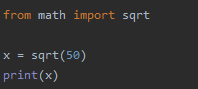 from math import sqrt
x = sqrt(50)
print(x)